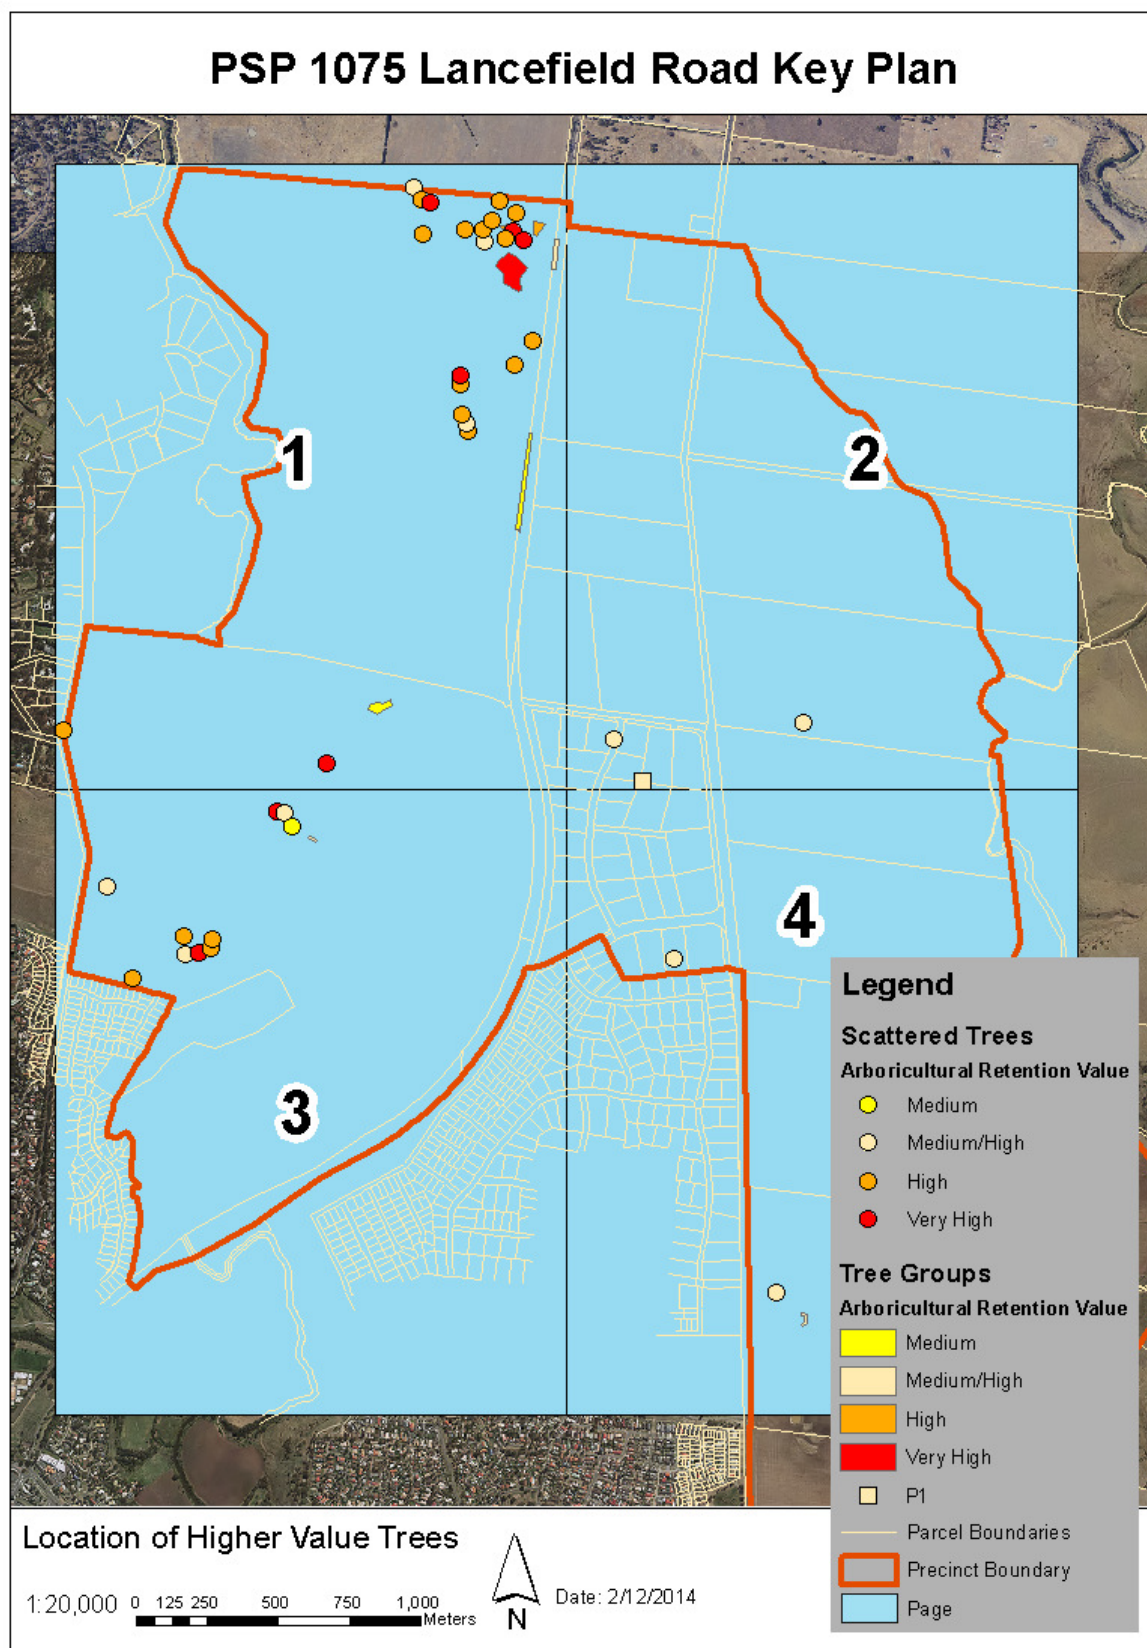 PSP 1075 Lancefield Road Key Plan
1
2
3
4
Legend
Scattered Trees
Arboricultural Retention Value
Medium
Medium/High
High
Very High
Tree Groups
Arboricultural Retention Value
Medium
Medium/High
High
Very High
P1
Parcel Boundaries
Precinct Boundary
Page
Location of Higher Value Trees
1:20,000
0 125 250 500 750 1,000
Meters
N
Date: 2/12/2014